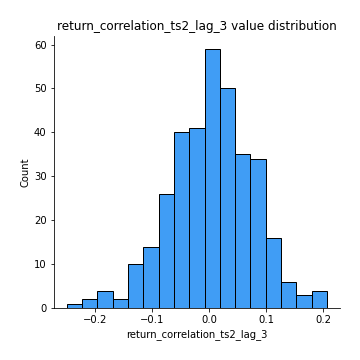 return_correlation_ts2_lag_3 value distribution
60
50
40
30
20
10
0
Count
−0.2 −0.1 0.0 0.1 0.2
return_correlation_ts2_lag_3